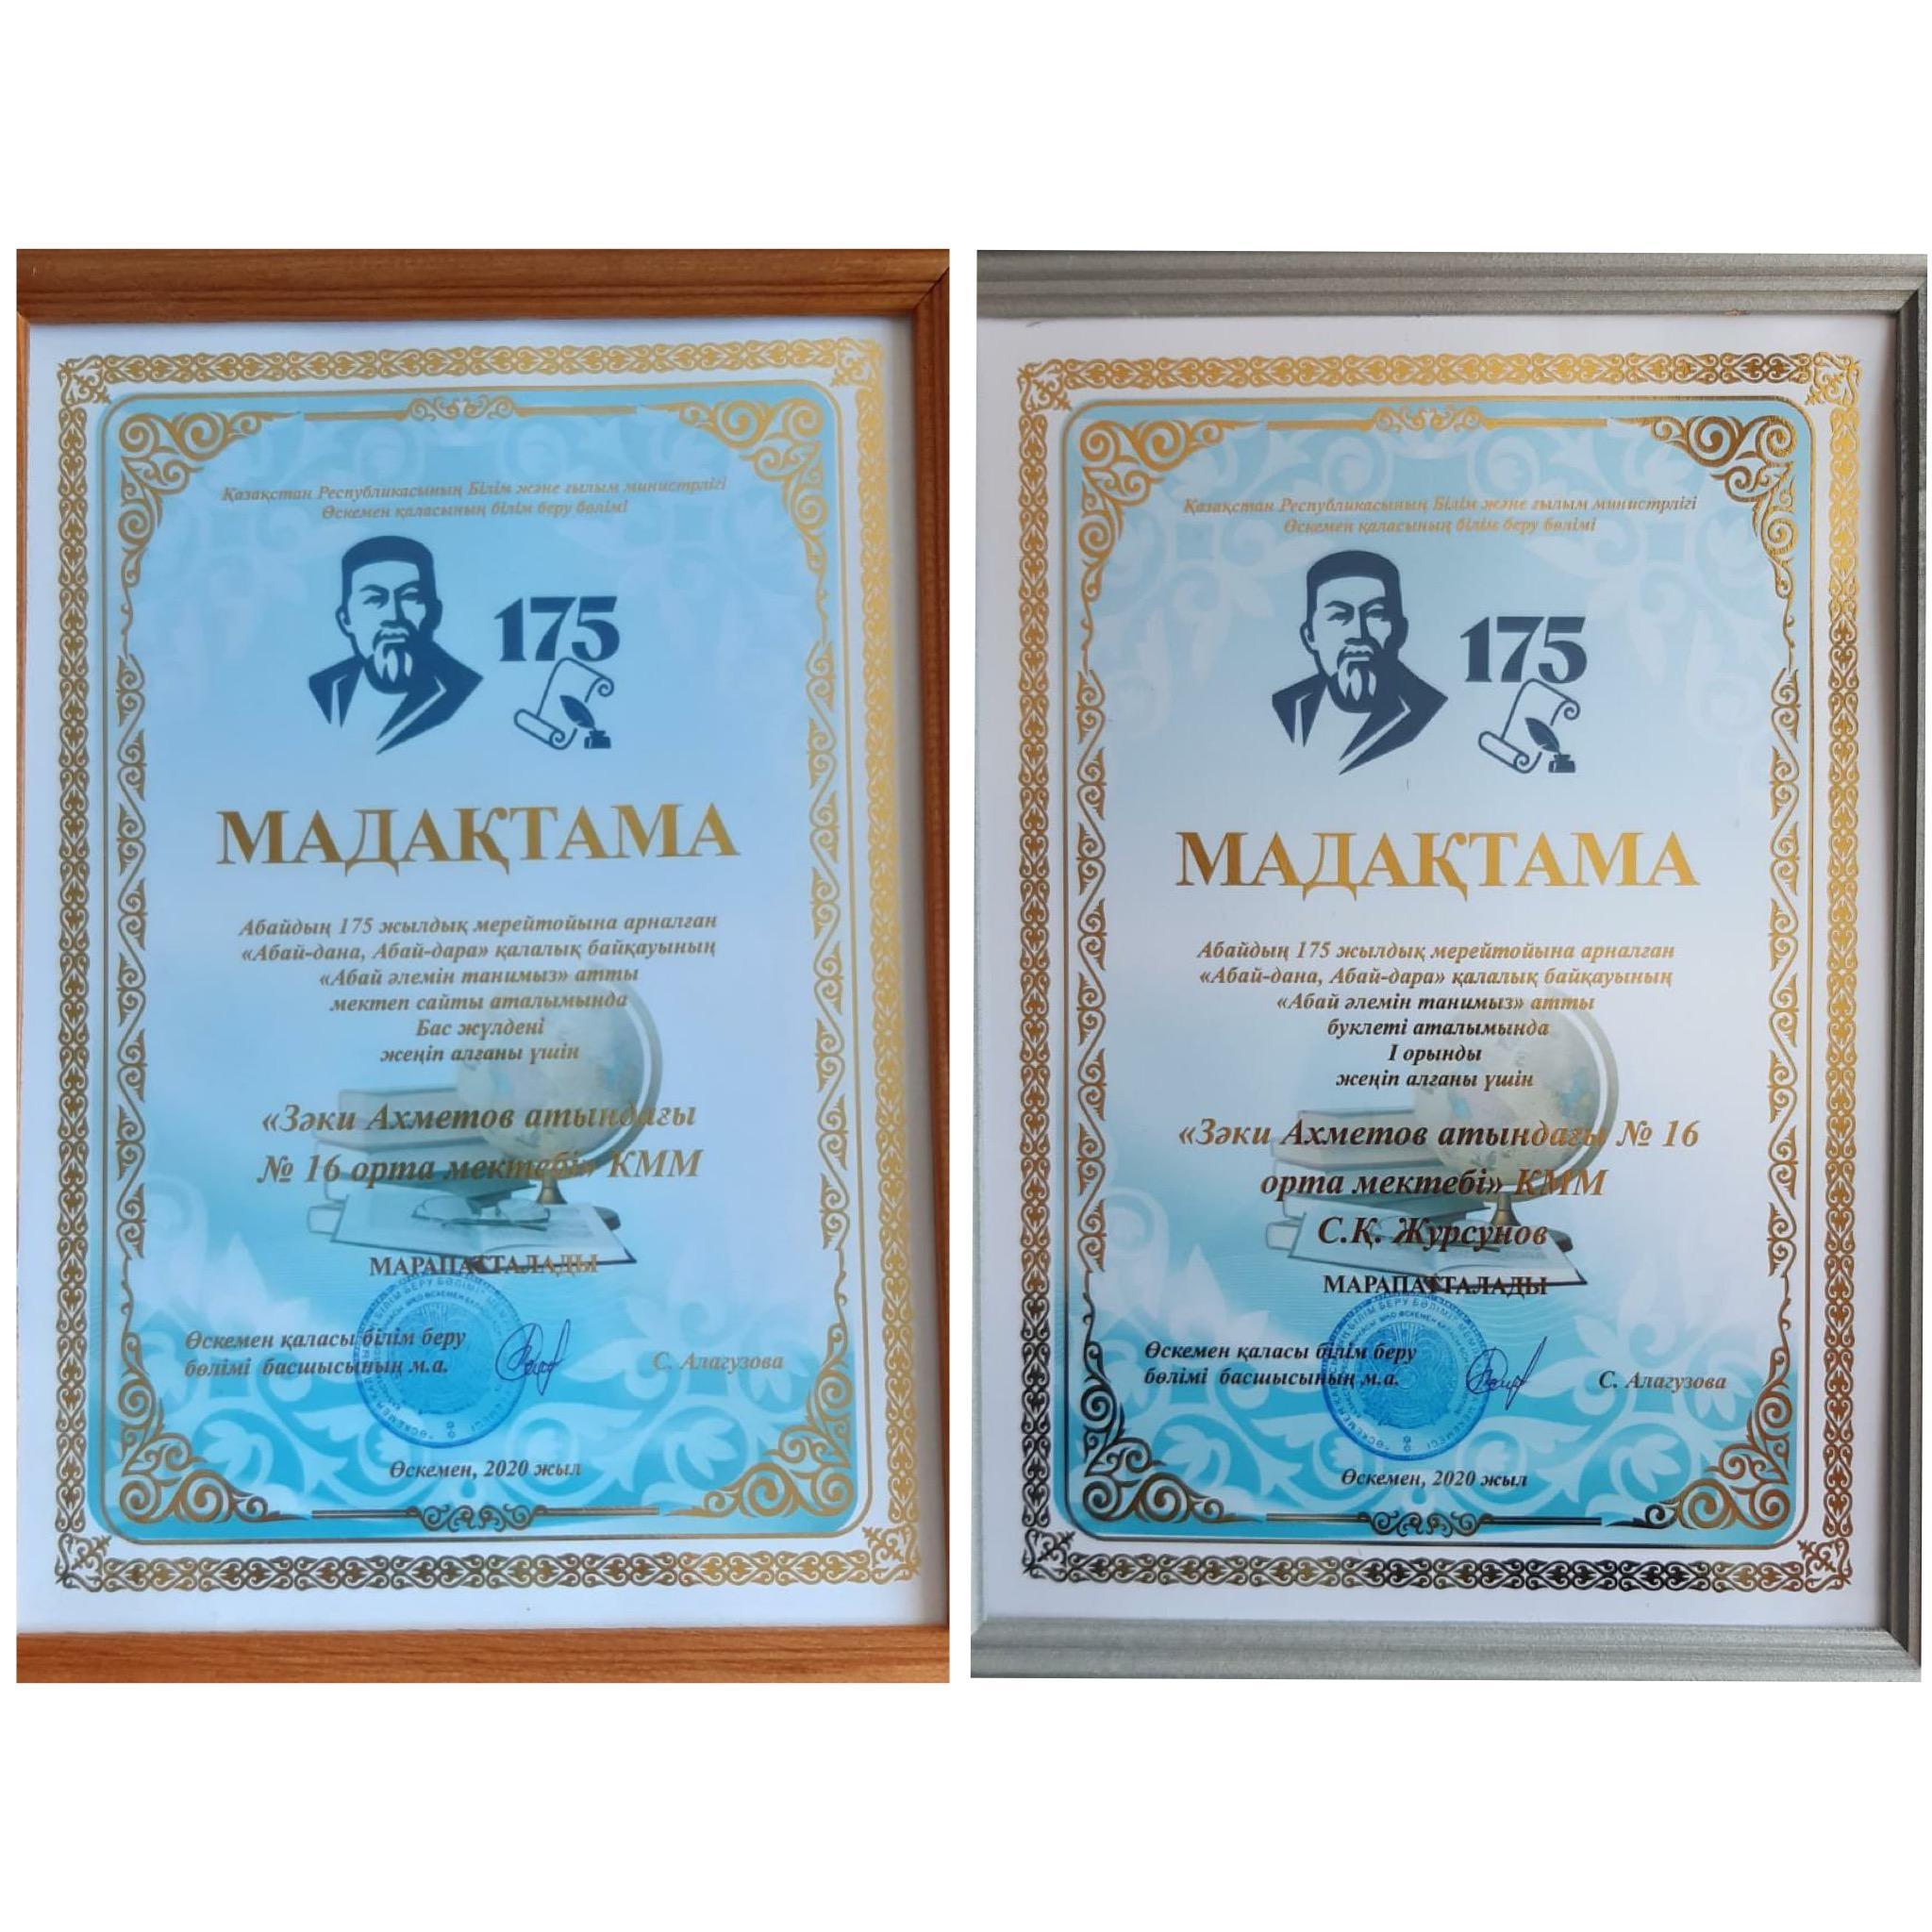 Қазақстан Республикасының Білім және ғылым министрлігі
Өскемен қаласының білім беру бөлімі
175
МАДАҚТАМА
Абайдың 175 жылдық мерейтойына арналған
«Абай-дана, Абай-дара» қалалық байқауының
«Абай әлемін танимыз» атты
мектеп сайты аталымында
Бас жүлдені
жеңіп алғаны үшін
«Зәки Ахметов атындағы
№ 16 орта мектебі» КММ
МАРАПАТТАЛАДЫ
Өскемен қаласы білім беру
бөлімі басшысының м.а.
С. Алагузова
Өскемен, 2020 жыл
Қазақстан Республикасының Білім және ғылым министрлігі
Өскемен қаласының білім беру бөлімі
175
МАДАҚТАМА
Абайдың 175 жылдық мерейтойына арналған
«Абай-дана, Абай-дара» қалалық байқауының
«Абай әлемін танимыз» атты
буклеті аталымында
І орынды
жеңіп алғаны үшін
«Зәки Ахметов атындағы № 16
орта мектебі» КММ
С.Қ. Журсунов
МАРАПАТТАЛАДЫ
Өскемен қаласы білім беру
бөлімі басшысының м.а.
С. Алагузова
Өскемен, 2020 жыл